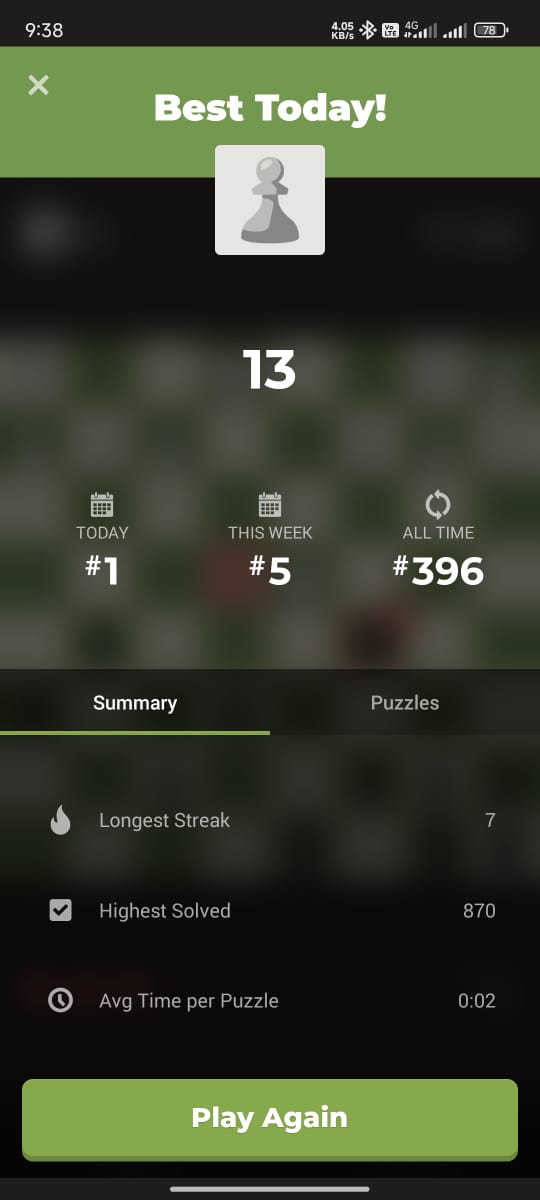 9:38
4.05 KB/s Vo LTE 4G 78
Best Today!
13
TODAY THIS WEEK ALL TIME
#1 #5 #396
Summary Puzzles
Longest Streak 7
Highest Solved 870
Avg Time per Puzzle 0:02
Play Again